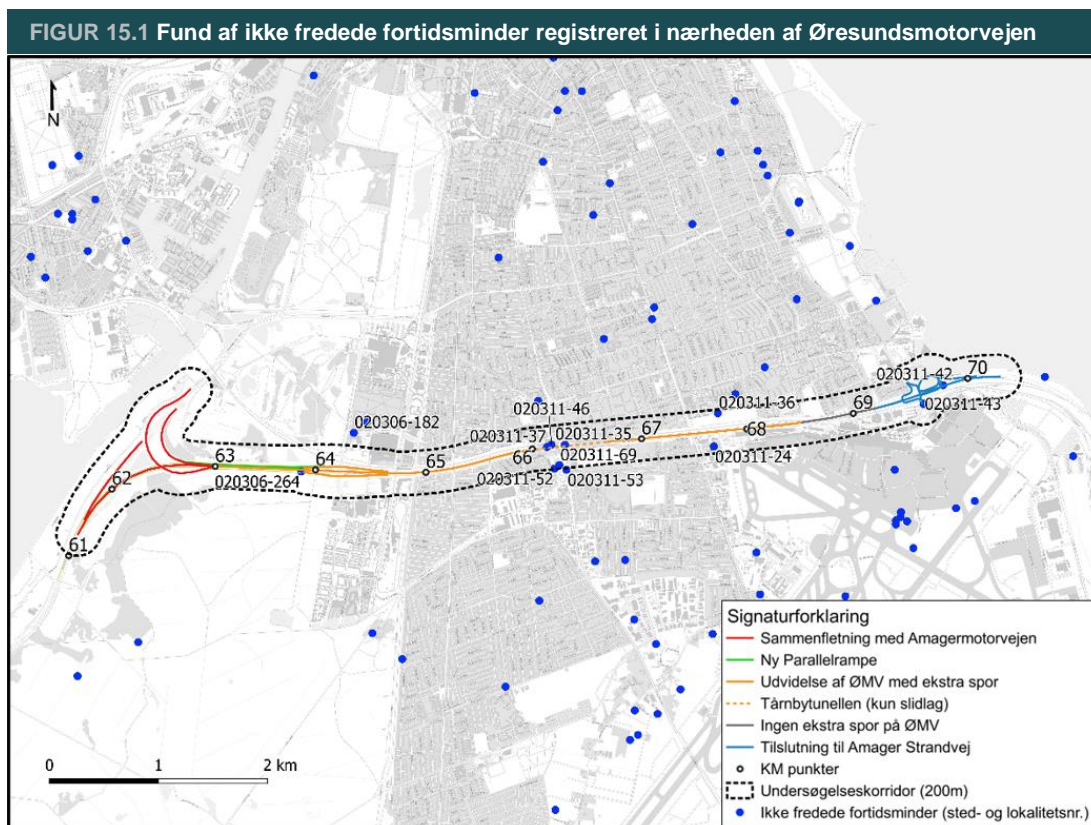 FIGUR 15.1 Fund af ikke fredede fortidsminder registreret i nærheden af Øresundsmotorvejen
N
020311-42
70
020311-46
020311-36
69
020311-43
020306-182
020311-37
020311-35
67
68
63
64
65
66
020311-69
020311-24
62
020306-264
020311-52
020311-53
61
Signaturforklaring
Sammenfletning med Amagermotorvejen
Ny Parallelrampe
Udvidelse af ØMV med ekstra spor
Tårnbytunellen (kun slidlag)
Ingen ekstra spor på ØMV
Tilslutning til Amager Strandvej
KM punkter
Undersøgelseskorridor (200m)
Ikke fredede fortidsminder (sted- og lokalitetsnr.)
0 1 2 km